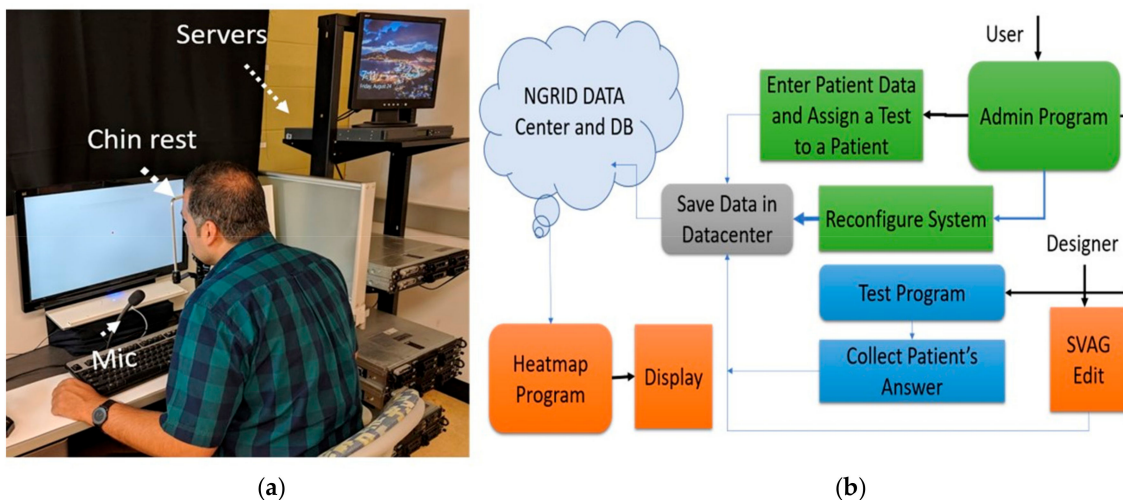 Servers
Chin rest
Mic
(a)
User
NGRID DATA
Center and DB
Enter Patient Data
and Assign a Test
to a Patient
Admin Program
Save Data in
Datacenter
Reconfigure System
Designer
Test Program
Heatmap
Program
Display
Collect Patient's
Answer
SVAG
Edit
(b)